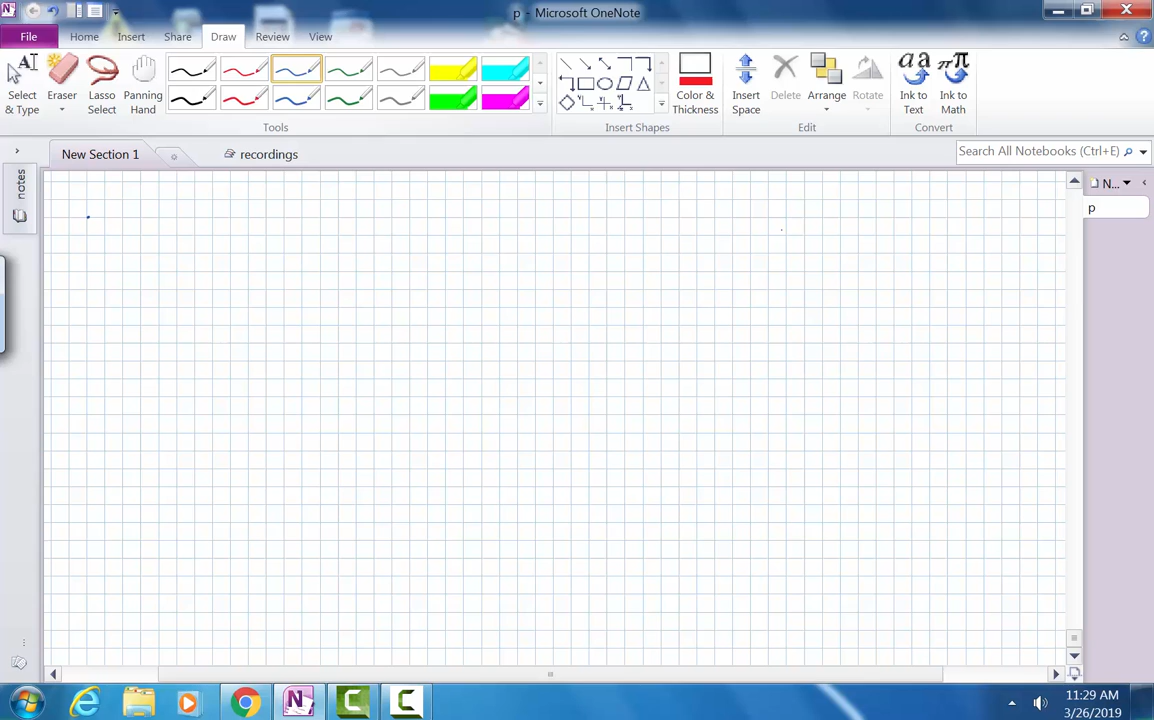 p - Microsoft OneNote
File Home Insert Share Draw Review View
Select & Type
Eraser
Lasso Select
Panning Hand
Color & Thickness
Insert Space
Delete
Arrange
Rotate
Ink to Text
Ink to Math
Tools Insert Shapes Edit Convert
New Section 1 recordings
Search All Notebooks (Ctrl+E)
N...
p
notes
11:29 AM
3/26/2019